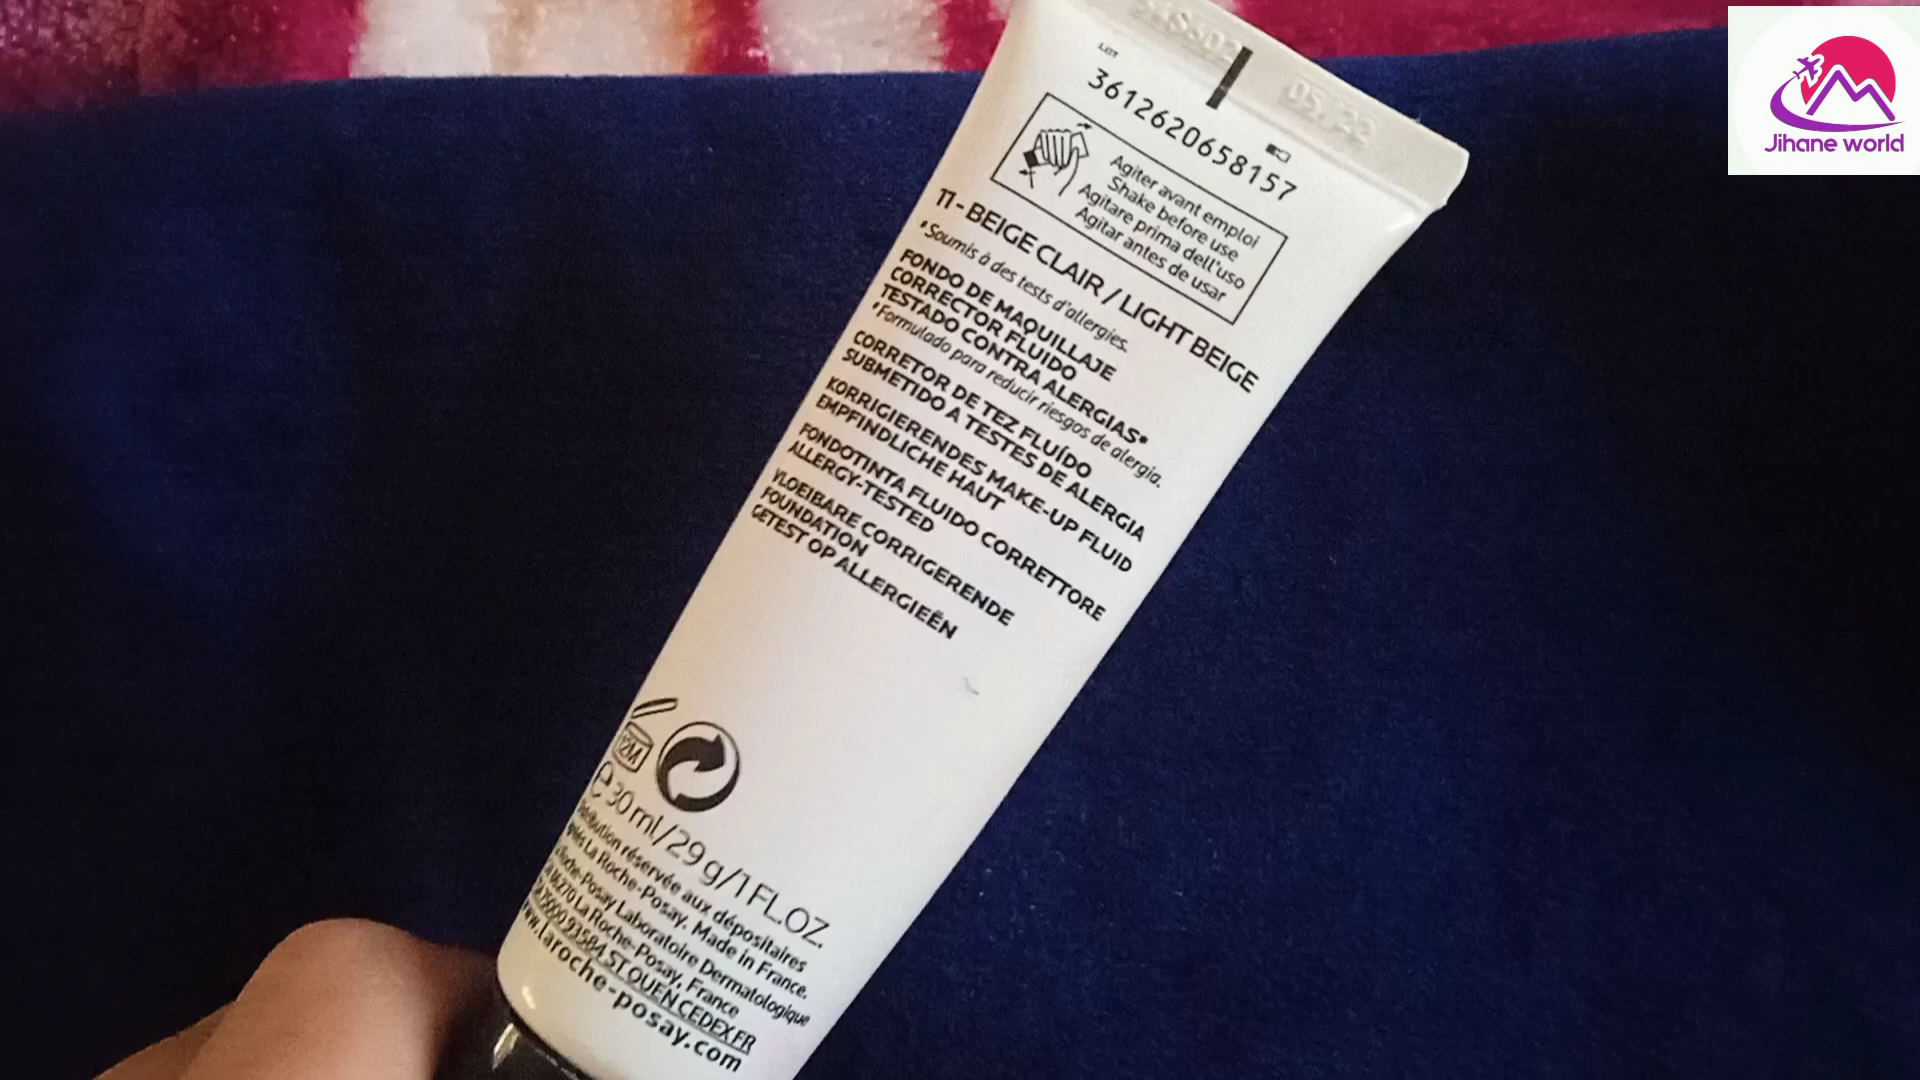 LOT
05.22
3612620658157
Agiter avant emploi
Shake before use
Agitare prima dell'uso
Agitar antes de usar
11-BEIGE CLAIR / LIGHT BEIGE
*Soumis à des tests d'allergies.
FONDO DE MAQUILLAJE
CORRECTOR FLUIDO
TESTADO CONTRA ALERGIAS*
*Formulado para reducir riesgos de alergia.
CORRETOR DE TEZ FLUÍDO
SUBMETIDO A TESTES DE ALERGIA
KORRIGIERENDES MAKE-UP FLUID
EMPFINDLICHE HAUT
FONDOTINTA FLUIDO CORRETTORE
ALLERGY-TESTED
VLOEIBARE CORRIGERENDE
FOUNDATION
GETEST OP ALLERGIEËN
12M
e 30 ml/29 g/1 FL.OZ.
Distribution réservée aux dépositaires
La Roche-Posay. Made in France.
Roche-Posay Laboratoire Dermatologique
86270 La Roche-Posay, France
93584 ST OUEN CEDEX FR
www.laroche-posay.com
Jihane world